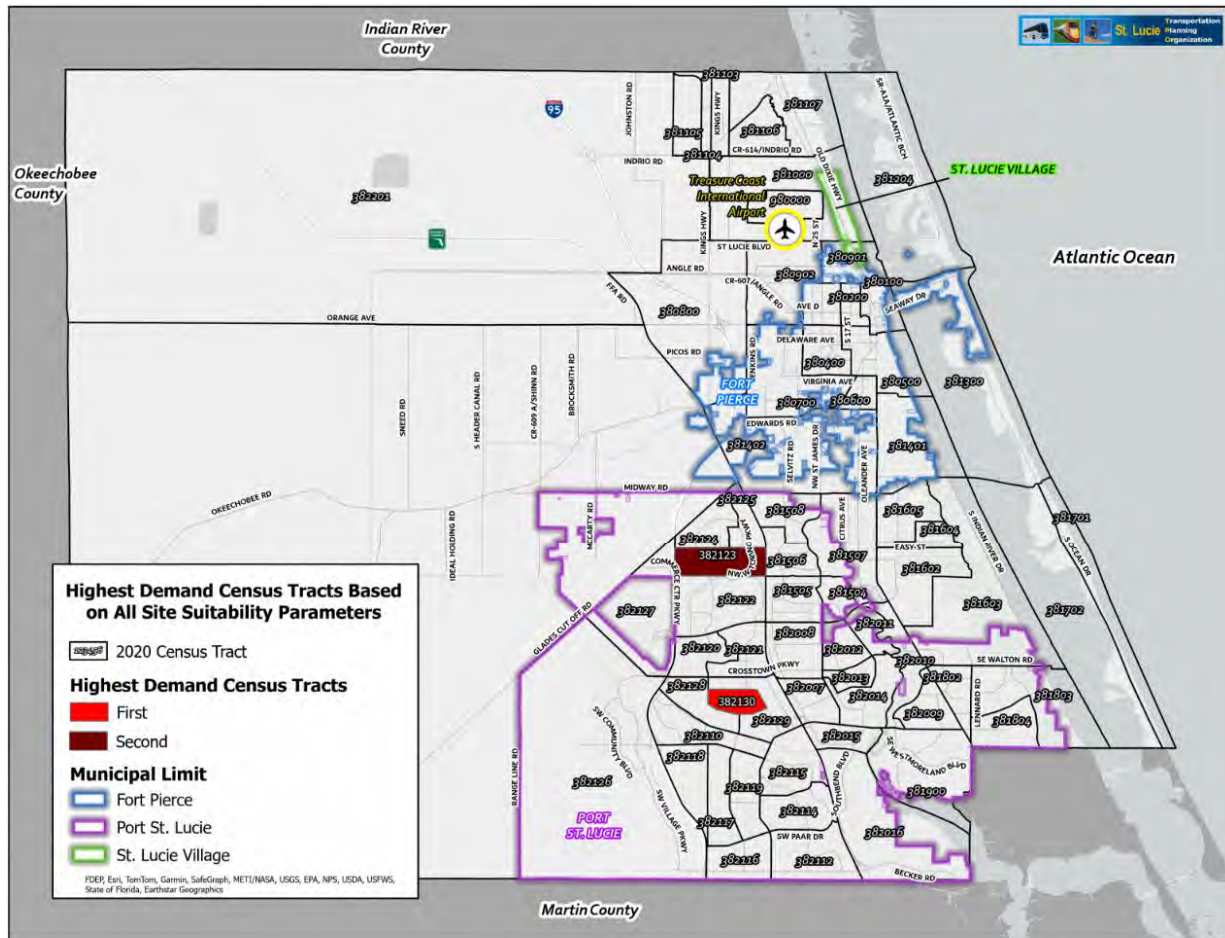 Indian River
County
Transportation
St. Lucie Planning
Organization
381103
95
JOHNSTON RD
KINGS HWY
381107
SR-A1A/ATLANTIC BCH
381105
381106
381104
CR-614/INDRIO RD
INDRIO RD
OLD DIXIE HWY
Okeechobee
County
382201
381000
381204
ST. LUCIE VILLAGE
Treasure Coast
International
Airport
980000
KINGS HWY
N 25 ST
ST LUCIE BLVD
380901
Atlantic Ocean
ANGLE RD
380902
380100
FFA RD
CR-607/ANGLE RD
380200
SEAWAY DR
AVE D
380800
ORANGE AVE
S 17 ST
DELAWARE AVE
PICOS RD
JENKINS RD
380400
380500
381300
FORT
PIERCE
VIRGINIA AVE
380700
380600
SNEED RD
S HEADER CANAL RD
CR-609 A/SHINN RD
BROCKSMITH RD
EDWARDS RD
381402
381401
SELVITZ RD
NW ST JAMES DR
OLEANDER AVE
MIDWAY RD
OKEECHOBEE RD
382125
381508
CITRUS AVE
381605
381701
MCCARTY RD
381604
S INDIAN RIVER DR
S OCEAN DR
IDEAL HOLDING RD
382124
EASY ST
382123
381506
381507
381602
COMMERCE CTR PKWY
381505
381504
382127
382122
381603
381702
GLADES CUT OFF RD
382011
382008
382120
382121
382012
382010
SE WALTON RD
CROSSTOWN PKWY
382013
381802
382128
382007
382014
LENNARD RD
381803
382130
382129
382009
381804
382110
382015
SW COMMUNITY BLVD
382118
SE WESTMORELAND BLVD
382126
382115
SOUTHBEND BLVD
RANGE LINE RD
382119
381900
382114
PORT
ST. LUCIE
SW VILLAGE PKWY
382117
SW PAAR DR
382016
382116
382112
BECKER RD
Martin County
Highest Demand Census Tracts Based
on All Site Suitability Parameters
2020 Census Tract
Highest Demand Census Tracts
First
Second
Municipal Limit
Fort Pierce
Port St. Lucie
St. Lucie Village
FDEP, Esri, TomTom, Garmin, SafeGraph, METI/NASA, USGS, EPA, NPS, USDA, USFWS,
State of Florida, Earthstar Geographics